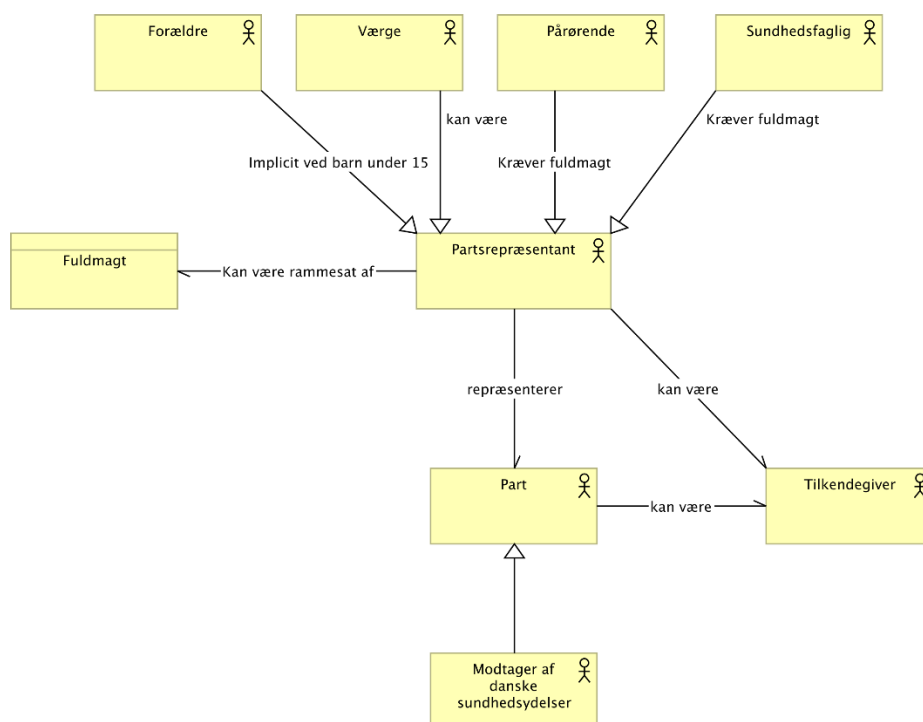 Forældre
Værge
Pårørende
Sundhedsfaglig
kan være
Kræver fuldmagt
Implicit ved barn under 15
Kræver fuldmagt
Partsrepræsentant
Fuldmagt
Kan være rammesat af
repræsenterer
kan være
Part
Tilkendegiver
kan være
Modtager af
danske
sundhedsydelser